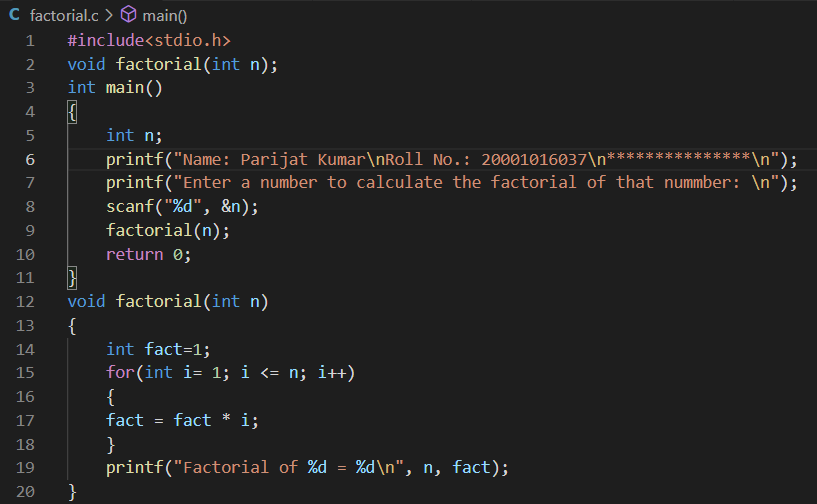 C factorial.c > main()
1 #include<stdio.h>
2 void factorial(int n);
3 int main()
4 {
5     int n;
6     printf("Name: Parijat Kumar\nRoll No.: 20001016037\n***************\n");
7     printf("Enter a number to calculate the factorial of that nummber: \n");
8     scanf("%d", &n);
9     factorial(n);
10     return 0;
11 }
12 void factorial(int n)
13 {
14     int fact=1;
15     for(int i= 1; i <= n; i++)
16     {
17     fact = fact * i;
18     }
19     printf("Factorial of %d = %d\n", n, fact);
20 }